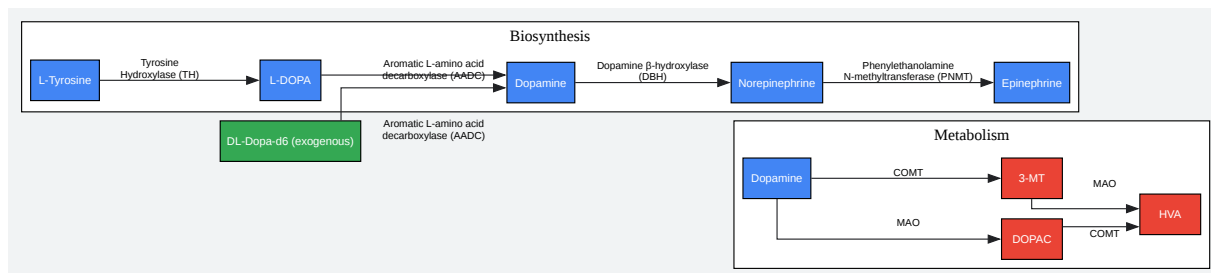 Biosynthesis
L-Tyrosine
Tyrosine
Hydroxylase (TH)
L-DOPA
Aromatic L-amino acid
decarboxylase (AADC)
Dopamine
Dopamine β-hydroxylase
(DBH)
Norepinephrine
Phenylethanolamine
N-methyltransferase (PNMT)
Epinephrine
DL-Dopa-d6 (exogenous)
Aromatic L-amino acid
decarboxylase (AADC)
Metabolism
Dopamine
COMT
3-MT
MAO
HVA
MAO
DOPAC
COMT